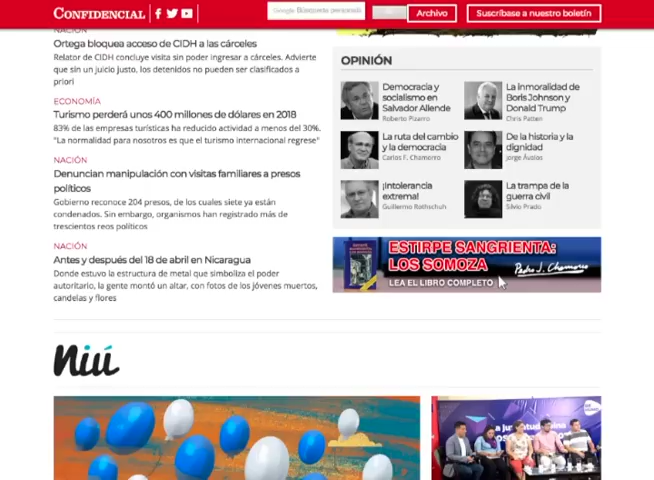 CONFIDENCIAL
Google Búsqueda personalizada
Archivo
Suscríbase a nuestro boletín
NACIÓN
Ortega bloquea acceso de CIDH a las cárceles
Relator de CIDH concluye visita sin poder ingresar a cárceles. Advierte
que sin un juicio justo, los detenidos no pueden ser clasificados a
priori
ECONOMÍA
Turismo perderá unos 400 millones de dólares en 2018
83% de las empresas turísticas ha reducido actividad a menos del 30%.
"La normalidad para nosotros es que el turismo internacional regrese"
NACIÓN
Denuncian manipulación con visitas familiares a presos
políticos
Gobierno reconoce 204 presos, de los cuales siete ya están
condenados. Sin embargo, organismos han registrado más de
trescientos reos políticos
NACIÓN
Antes y después del 18 de abril en Nicaragua
Donde estuvo la estructura de metal que simboliza el poder
autoritario, la gente montó un altar, con fotos de los jóvenes muertos,
candelas y flores
OPINIÓN
Democracia y
socialismo en
Salvador Allende
Roberto Pizarro
La inmoralidad de
Boris Johnson y
Donald Trump
Chris Patten
La ruta del cambio
y la democracia
Carlos F. Chamorro
De la historia y la
dignidad
Jorge Ávalos
¡Intolerancia
extrema!
Guillermo Rothschuh
La trampa de la
guerra civil
Silvio Prado
ESTIRPE SANGRIENTA:
LOS SOMOZA
Pedro J. Chamorro
LEA EL LIBRO COMPLETO
Niú